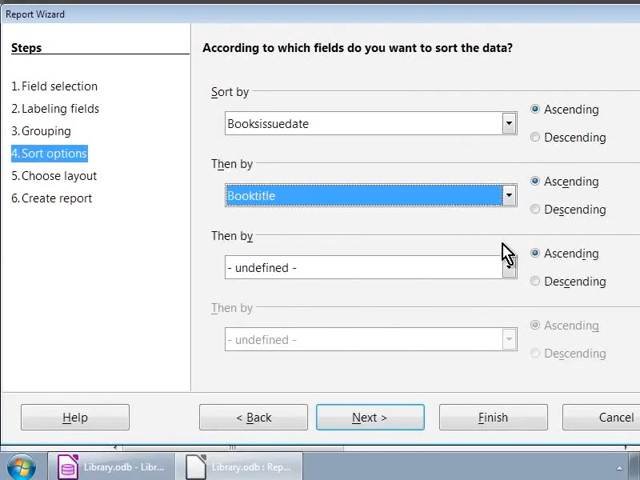 Report Wizard
Steps
1.Field selection
2.Labeling fields
3.Grouping
4.Sort options
5.Choose layout
6.Create report
According to which fields do you want to sort the data?
Sort by
Booksissuedate
Ascending
Descending
Then by
Booktitle
Ascending
Descending
Then by
- undefined -
Ascending
Descending
Then by
- undefined -
Ascending
Descending
Help
< Back
Next >
Finish
Cancel
Library.odb - Libr...
Library.odb : Rep...